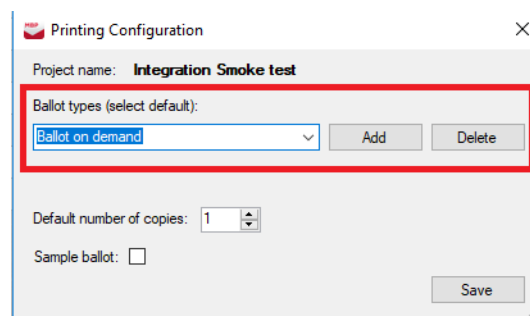 MBP Printing Configuration
Project name: Integration Smoke test
Ballot types (select default):
Ballot on demand Add Delete
Default number of copies: 1
Sample ballot:
Save